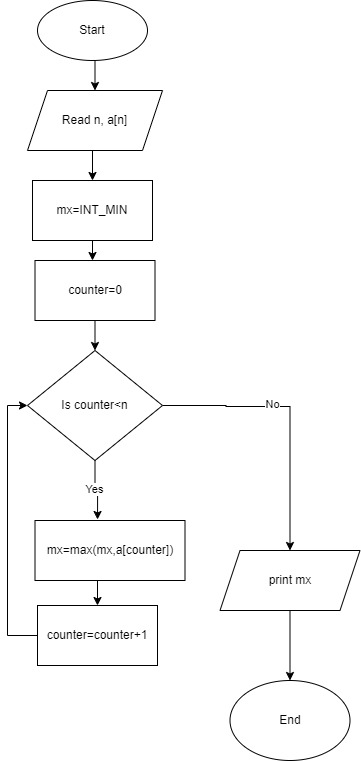 Start
Read n, a[n]
mx=INT_MIN
counter=0
Is counter<n
No
Yes
mx=max(mx,a[counter])
print mx
counter=counter+1
End